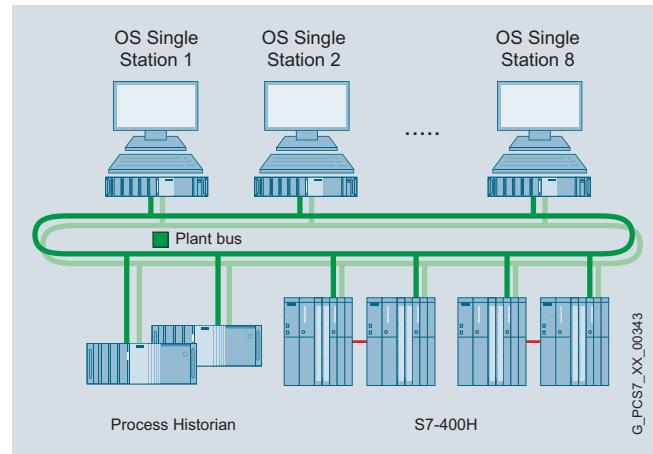 OS Single
Station 1
OS Single
Station 2
OS Single
Station 8
.....
Plant bus
Process Historian
S7-400H
G_PCS7_XX_00343